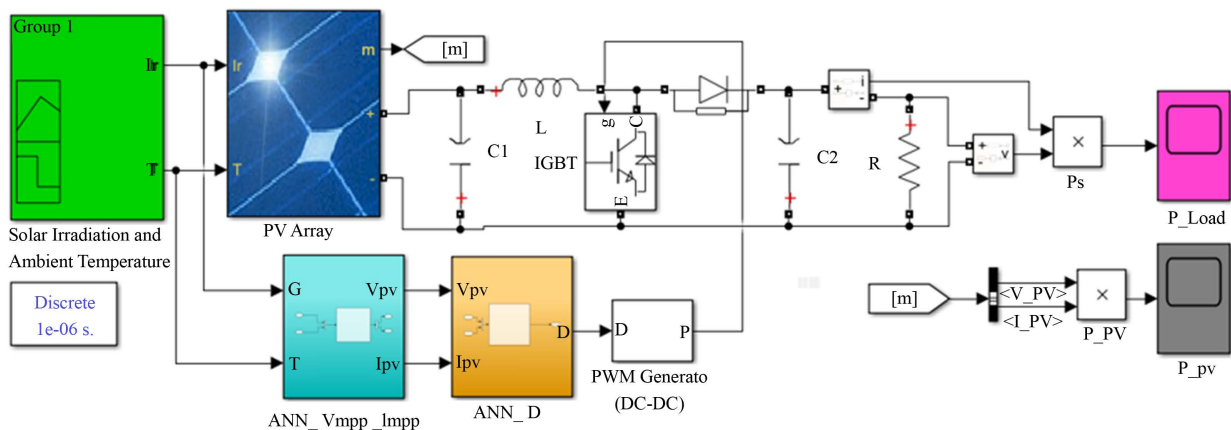 Group 1
Ir
T
Solar Irradiation and
Ambient Temperature
Discrete
1e-06 s.
Ir
T
m
+
-
PV Array
[m]
C1
L
g
C
IGBT
E
C2
i
+
-
R
+
-
v
×
Ps
P_Load
G
T
Vpv
Ipv
ANN_ Vmpp _Impp
Vpv
Ipv
D
ANN_ D
D
P
PWM Generato
(DC-DC)
[m]
<V_PV>
<I_PV>
×
P_PV
P_pv